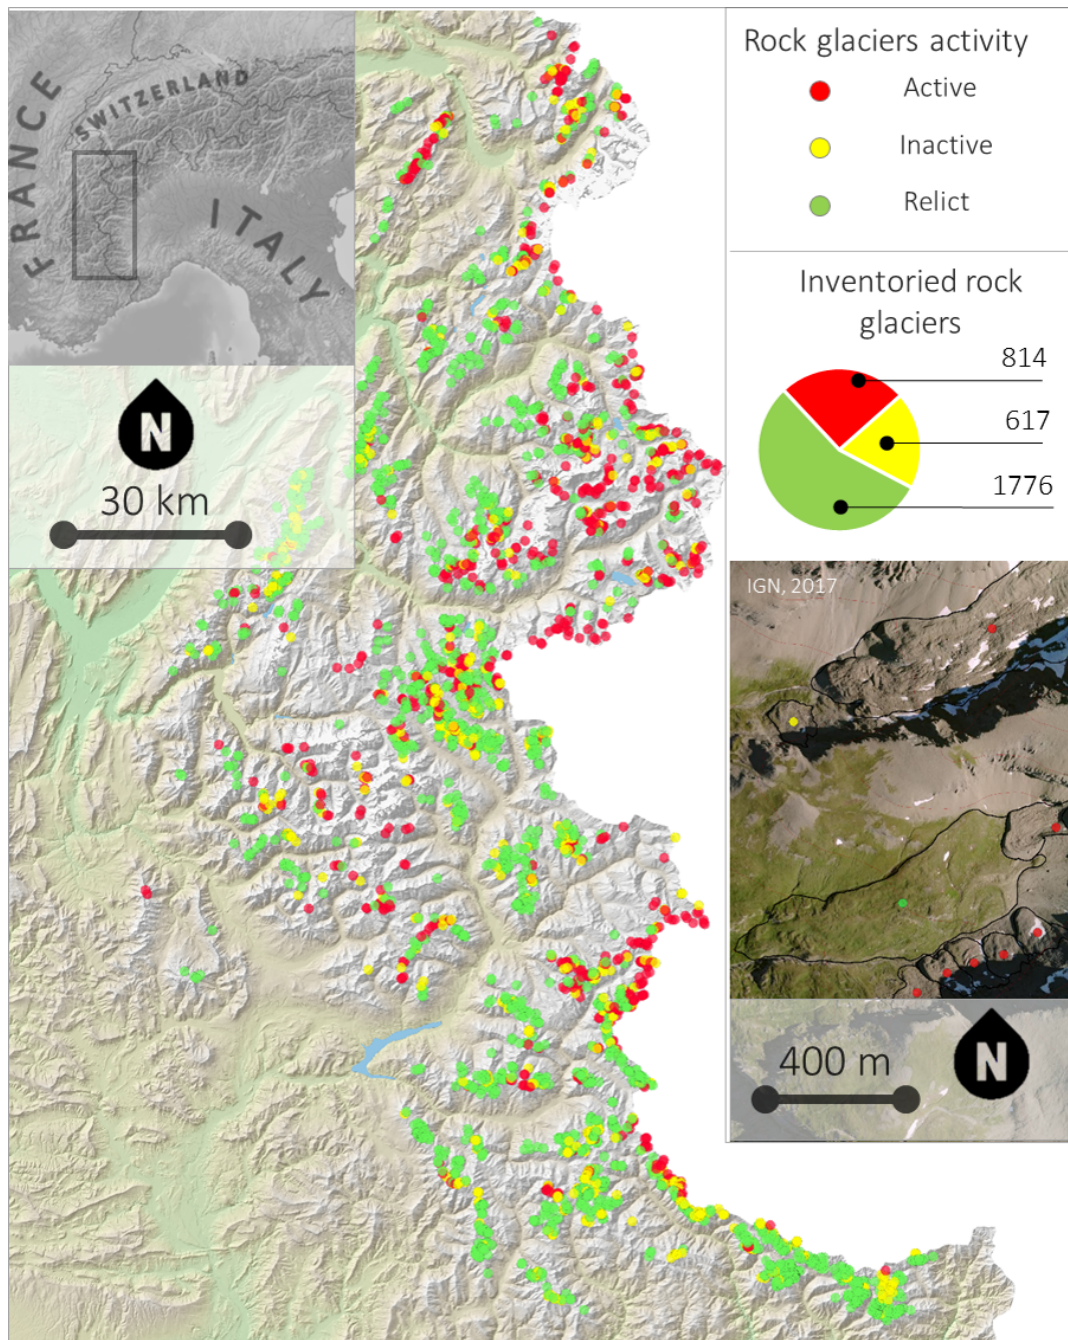 FRANCE
SWITZERLAND
ITALY
N
30 km
Rock glaciers activity
Active
Inactive
Relict
Inventoried rock
glaciers
814
617
1776
IGN, 2017
400 m
N